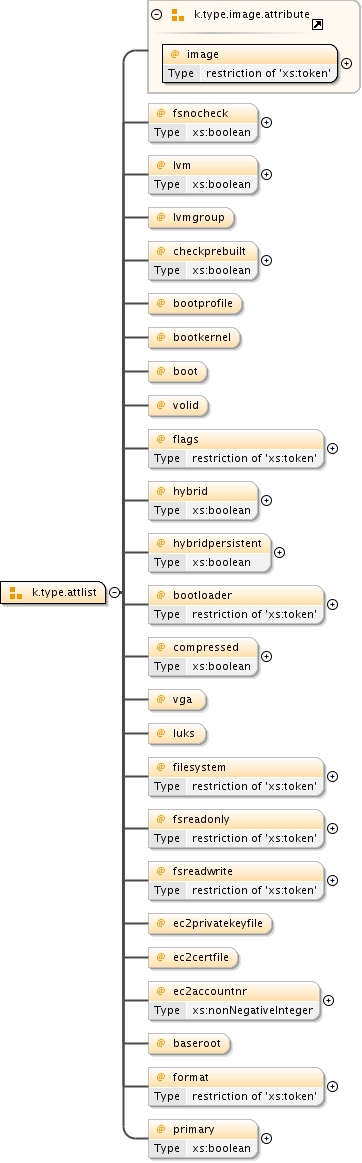 k.type.image.attribute
@ image
Type restriction of 'xs:token'
@ fsnocheck
Type xs:boolean
@ lvm
Type xs:boolean
@ lvmgroup
@ checkprebuilt
Type xs:boolean
@ bootprofile
@ bootkernel
@ boot
@ volid
@ flags
Type restriction of 'xs:token'
@ hybrid
Type xs:boolean
@ hybridpersistent
Type xs:boolean
k.type.attlist
@ bootloader
Type restriction of 'xs:token'
@ compressed
Type xs:boolean
@ vga
@ luks
@ filesystem
Type restriction of 'xs:token'
@ fsreadonly
Type restriction of 'xs:token'
@ fsreadwrite
Type restriction of 'xs:token'
@ ec2privatekeyfile
@ ec2certfile
@ ec2accountnr
Type xs:nonNegativeInteger
@ baseroot
@ format
Type restriction of 'xs:token'
@ primary
Type xs:boolean